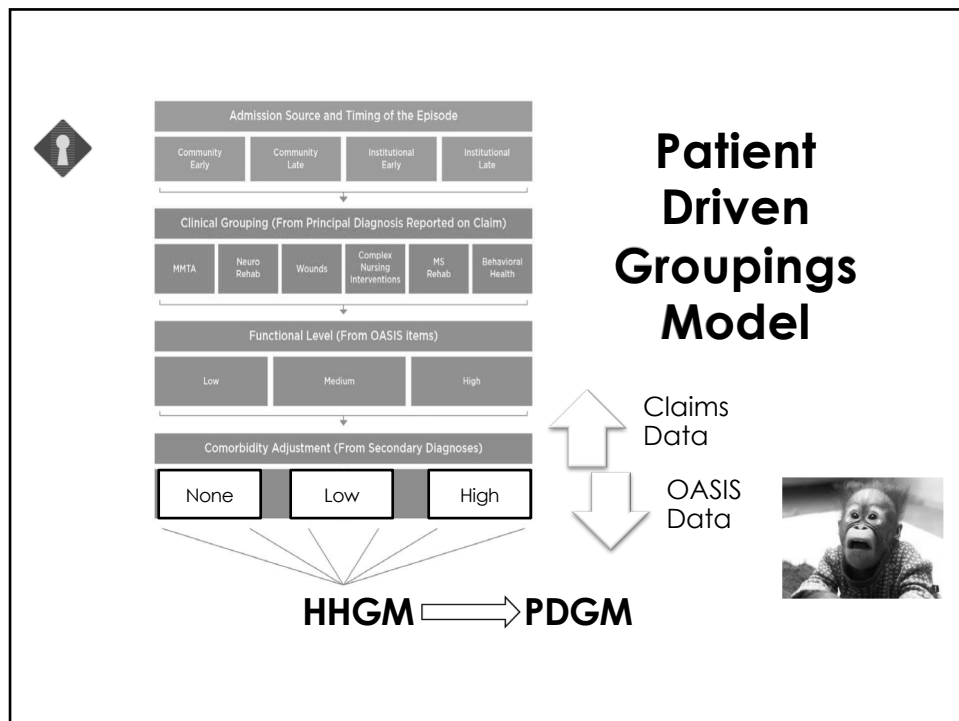 Patient
Driven
Groupings
Model
Admission Source and Timing of the Episode
Community
Early
Community
Late
Institutional
Early
Institutional
Late
Clinical Grouping (From Principal Diagnosis Reported on Claim)
MMTA
Neuro
Rehab
Wounds
Complex
Nursing
Interventions
MS
Rehab
Behavioral
Health
Functional Level (From OASIS items)
Low
Medium
High
Comorbidity Adjustment (From Secondary Diagnoses)
None
Low
High
Claims
Data
OASIS
Data
HHGM
PDGM